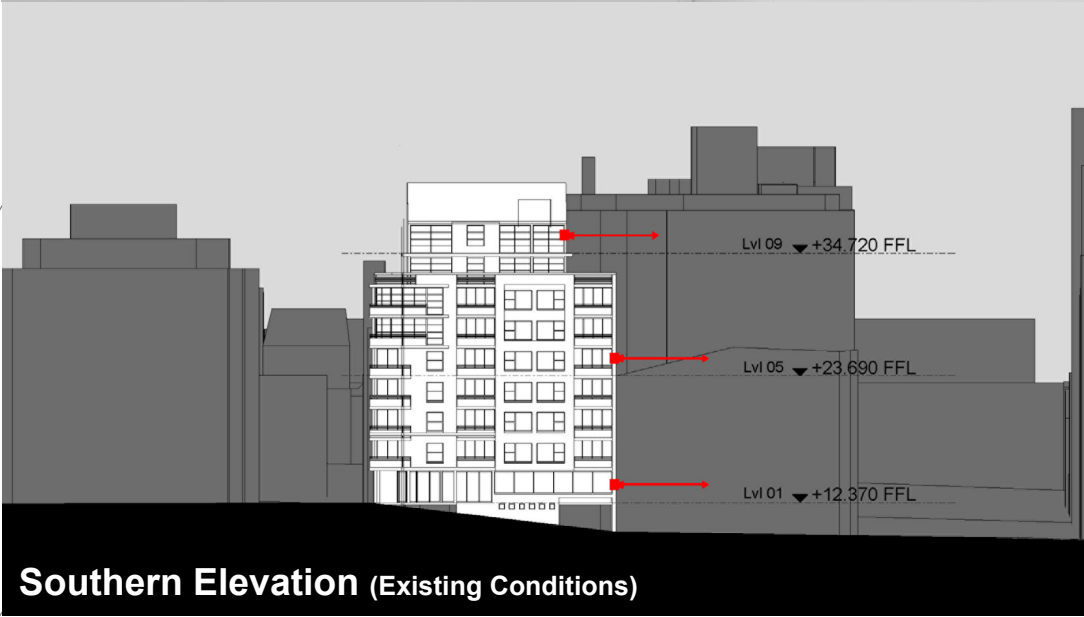 Lvl 09 +34.720 FFL
Lvl 05 +23.690 FFL
Lvl 01 +12.370 FFL
Southern Elevation (Existing Conditions)